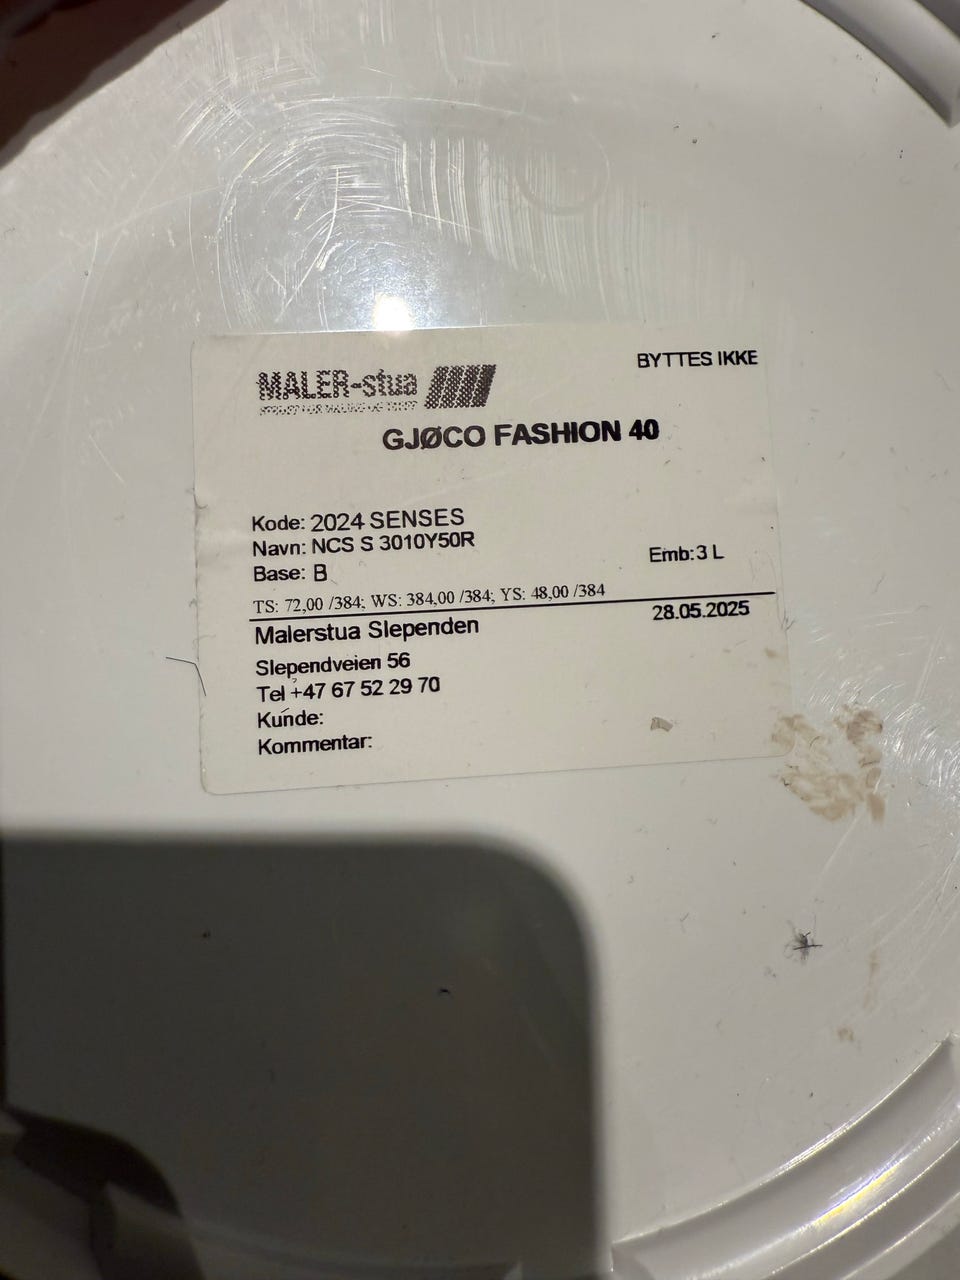 BYTTES IKKE
MALER-stua
GJØCO FASHION 40
Kode: 2024 SENSES
Navn: NCS S 3010Y50R
Base: B
Emb: 3 L
TS: 72,00 /384; WS: 384,00 /384; YS: 48,00 /384
28.05.2025
Malerstua Slependen
Slependveien 56
Tel +47 67 52 29 70
Kunde:
Kommentar: